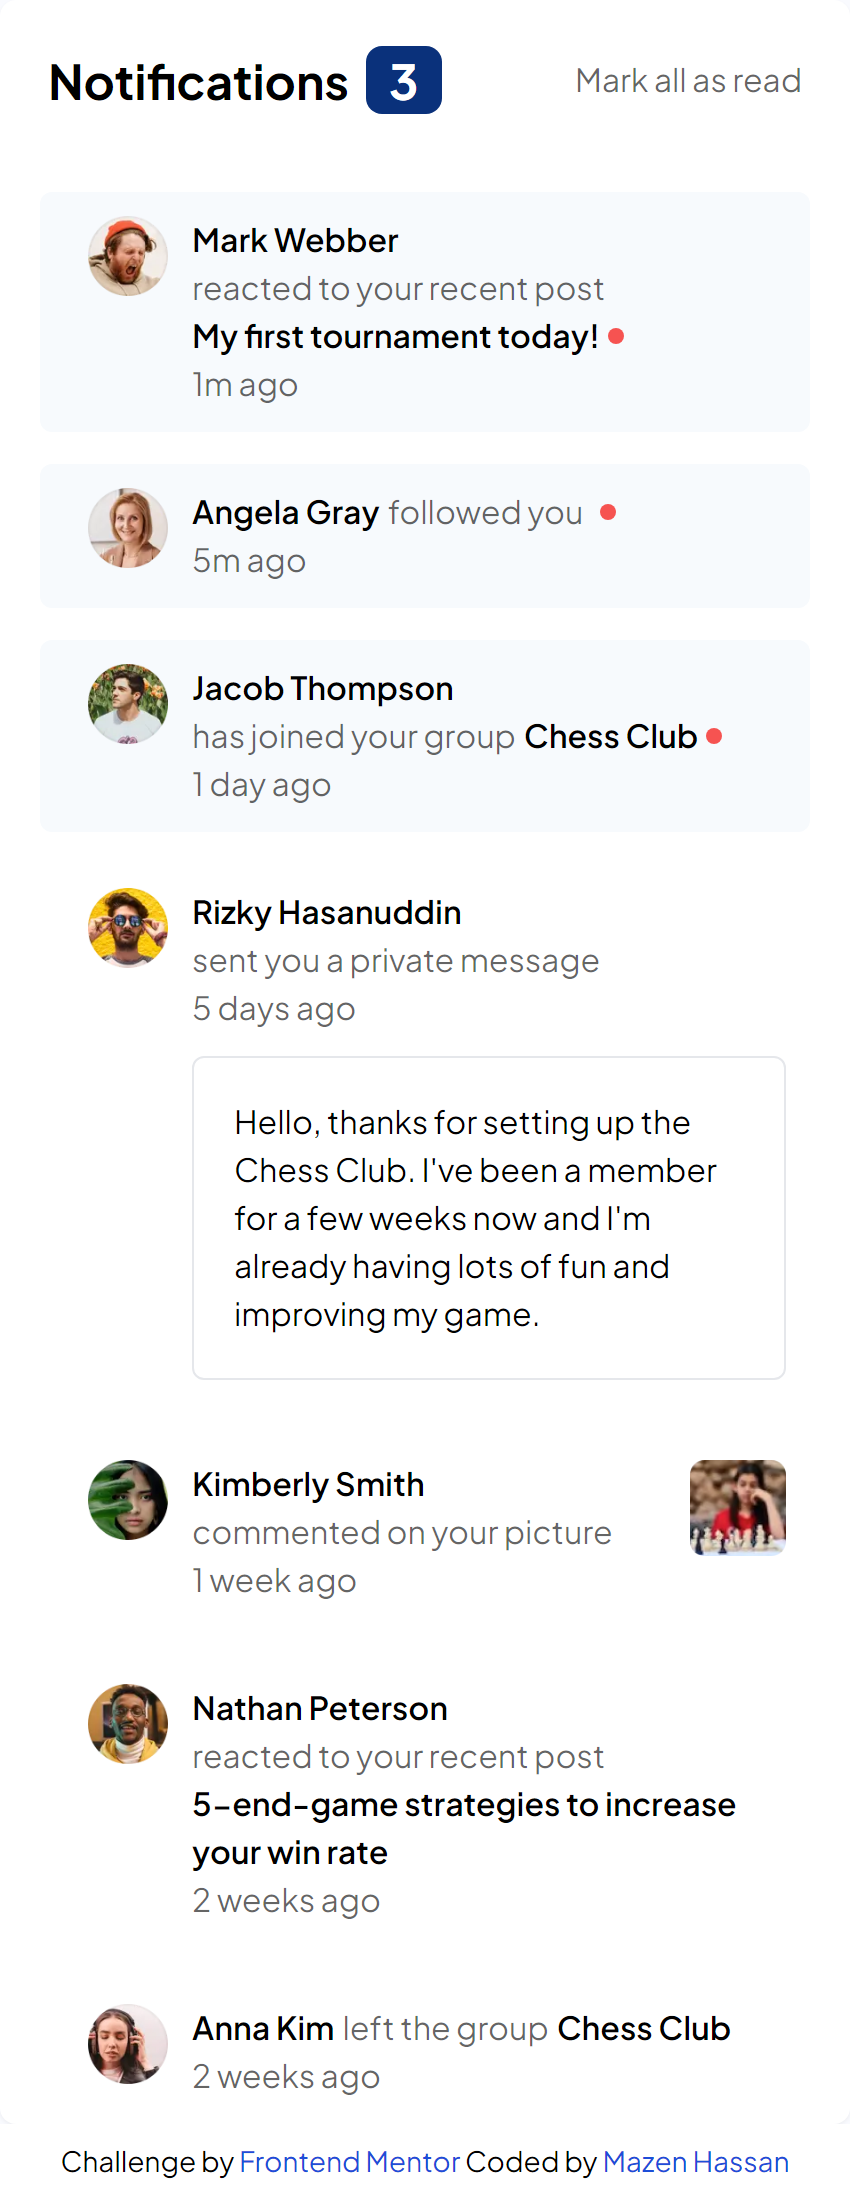 Notifications 3 Mark all as read
Mark Webber
reacted to your recent post
My first tournament today!
1m ago
Angela Gray followed you
5m ago
Jacob Thompson
has joined your group Chess Club
1 day ago
Rizky Hasanuddin
sent you a private message
5 days ago
Hello, thanks for setting up the
Chess Club. I've been a member
for a few weeks now and I'm
already having lots of fun and
improving my game.
Kimberly Smith
commented on your picture
1 week ago
Nathan Peterson
reacted to your recent post
5-end-game strategies to increase
your win rate
2 weeks ago
Anna Kim left the group Chess Club
2 weeks ago
Challenge by Frontend Mentor Coded by Mazen Hassan